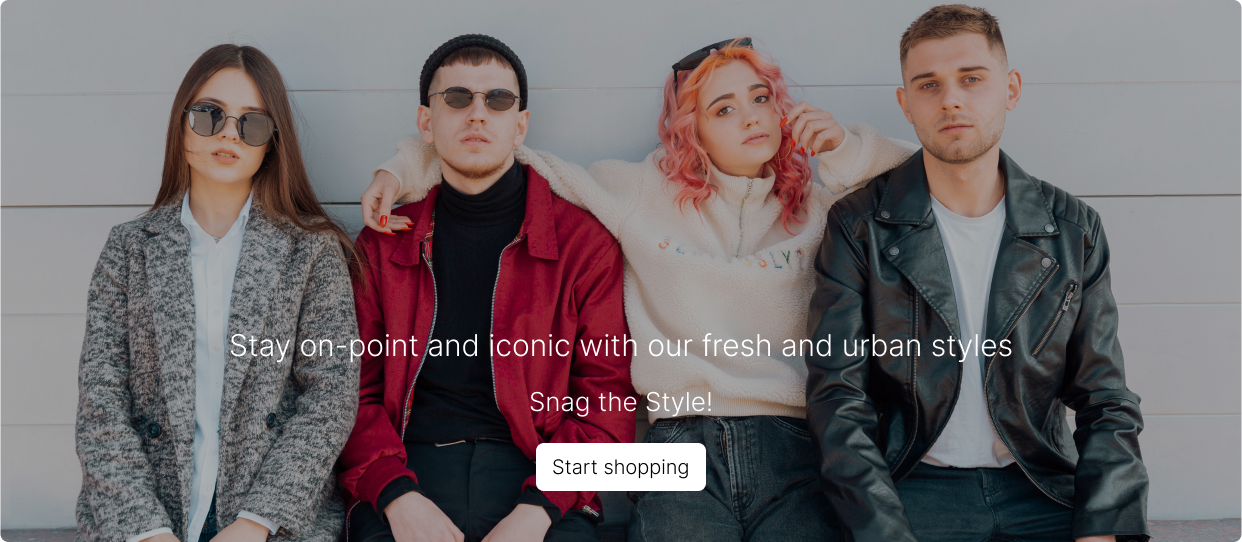 Stay on-point and iconic with our fresh and urban styles
Snag the Style!
Start shopping